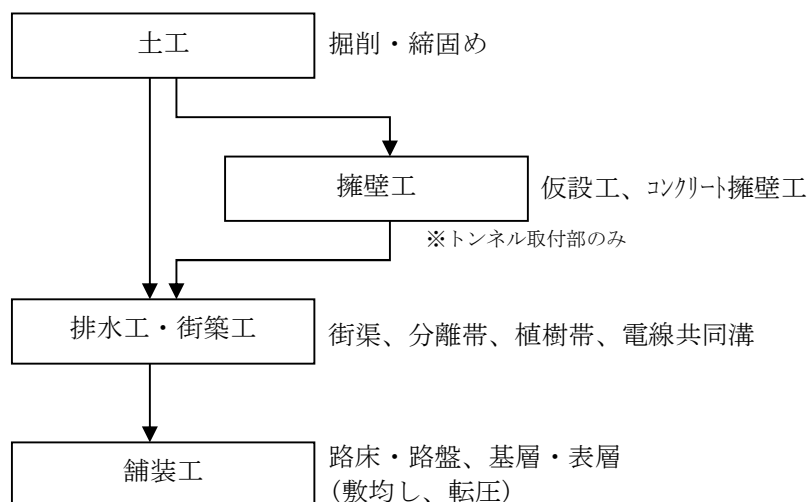 土工
掘削・締固め
擁壁工
仮設工、ｺﾝｸﾘｰﾄ擁壁工
※トンネル取付部のみ
排水工・街築工
街渠、分離帯、植樹帯、電線共同溝
舗装工
路床・路盤、基層・表層
(敷均し、転圧)